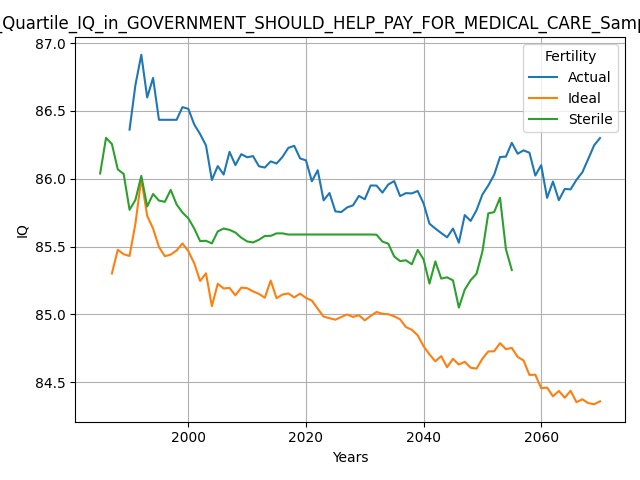 _Quartile_IQ_in_GOVERNMENT_SHOULD_HELP_PAY_FOR_MEDICAL_CARE_Sam
87.0
86.5
86.0
85.5
85.0
84.5
IQ
Fertility
Actual
Ideal
Sterile
2000 2020 2040 2060
Years